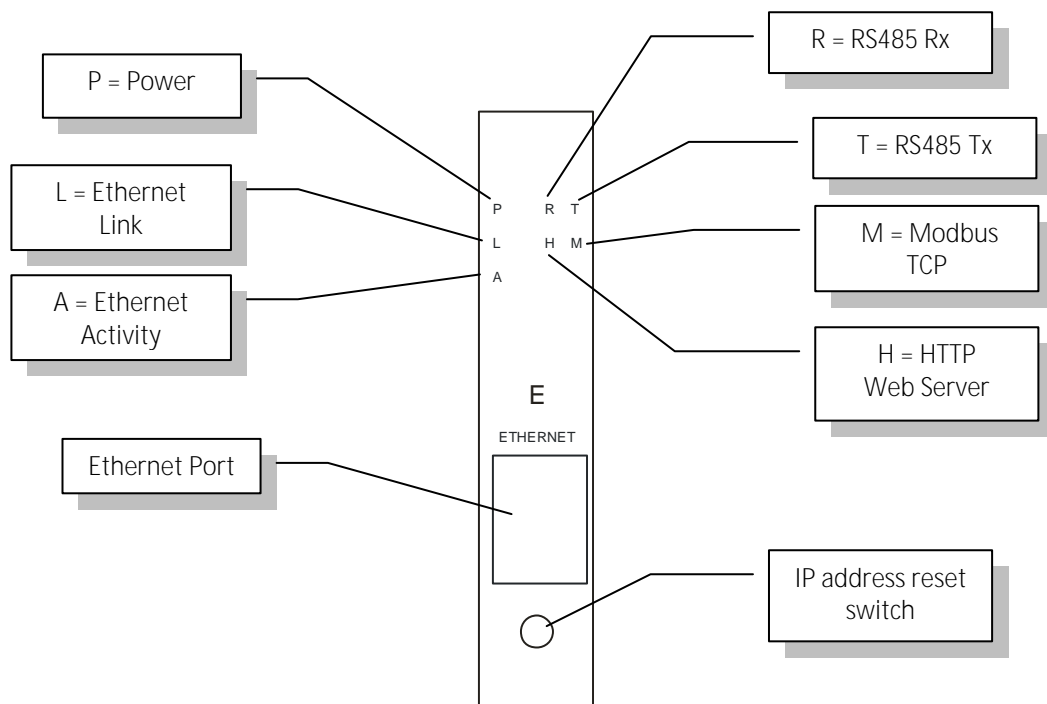 R = RS485 Rx
P = Power
T = RS485 Tx
L = Ethernet
Link
P
R T
L
H M
A
M = Modbus
TCP
A = Ethernet
Activity
H = HTTP
Web Server
E
ETHERNET
Ethernet Port
IP address reset
switch